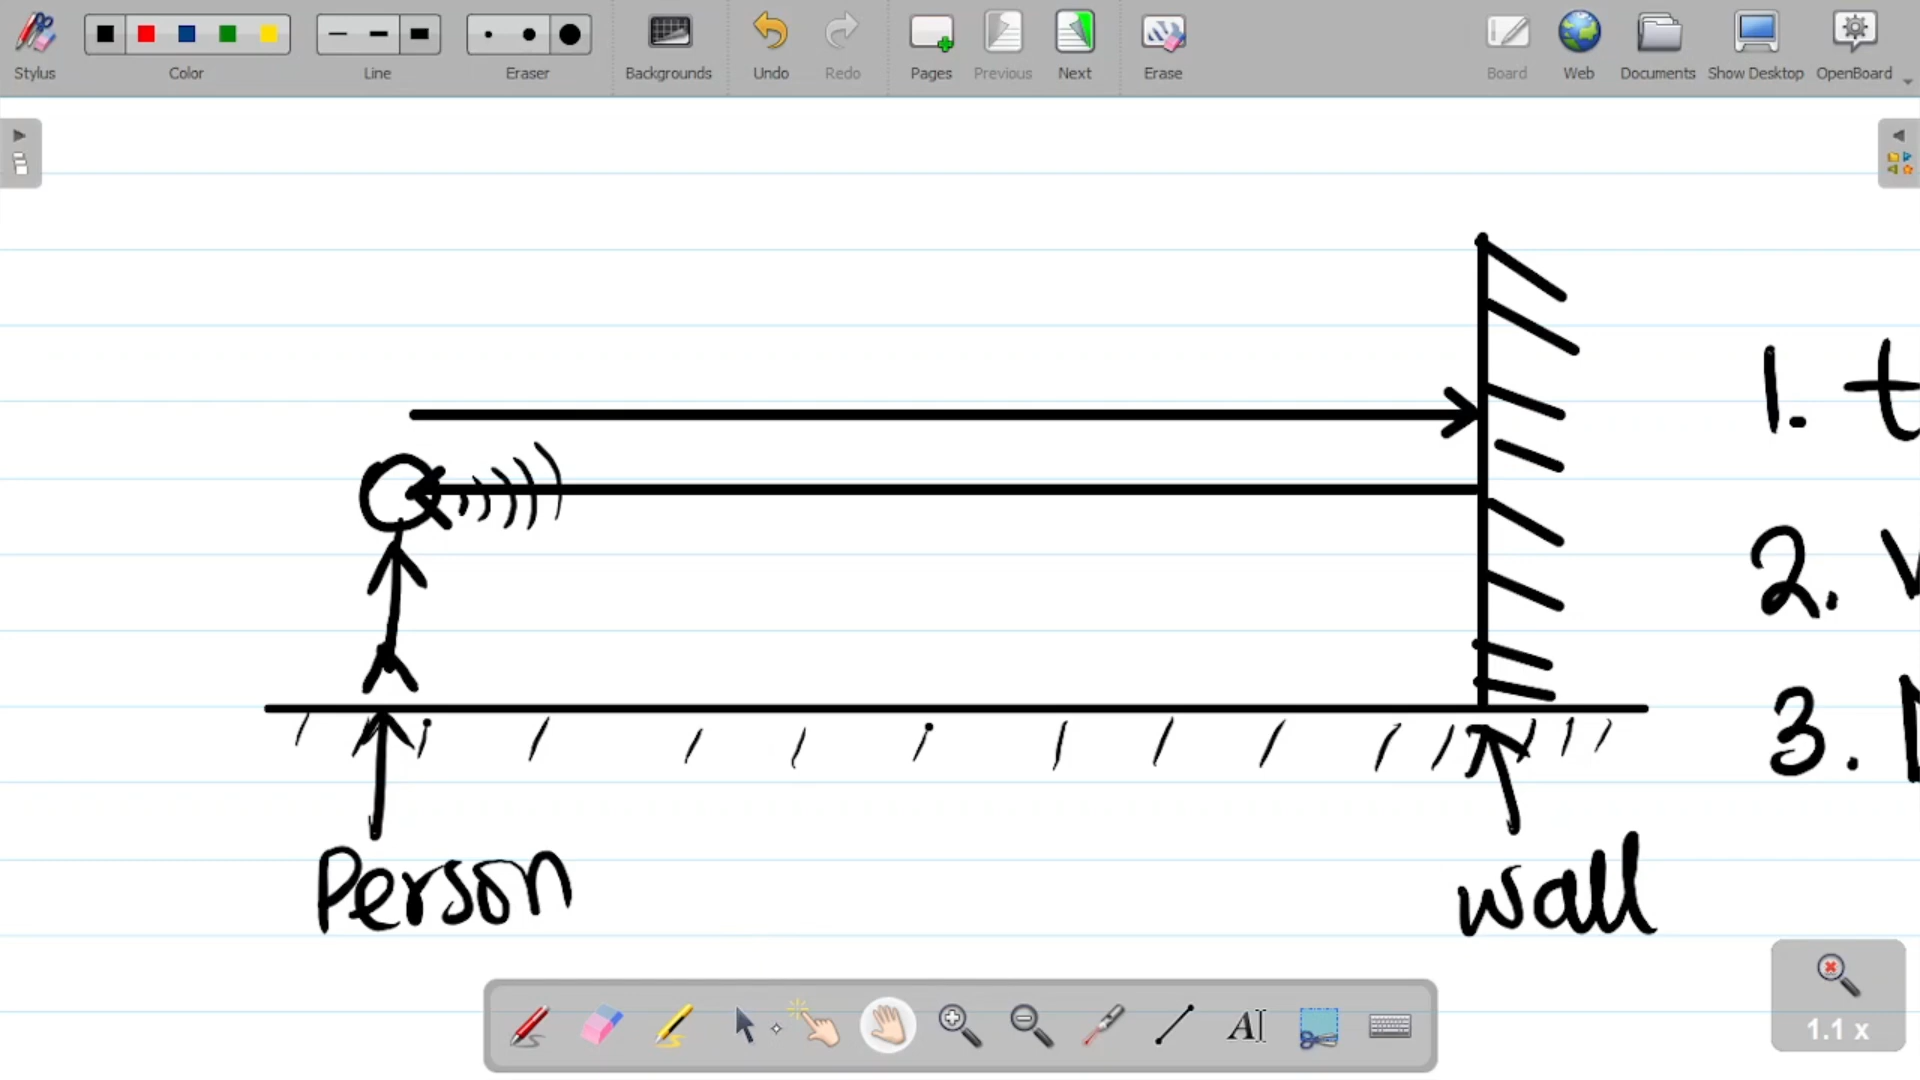 Stylus
Color
Line
Eraser
Backgrounds
Undo
Redo
Pages
Previous
Next
Erase
Board
Web
Documents
Show Desktop
OpenBoard
1. t
2.
3.
Person
wall
1.1 x